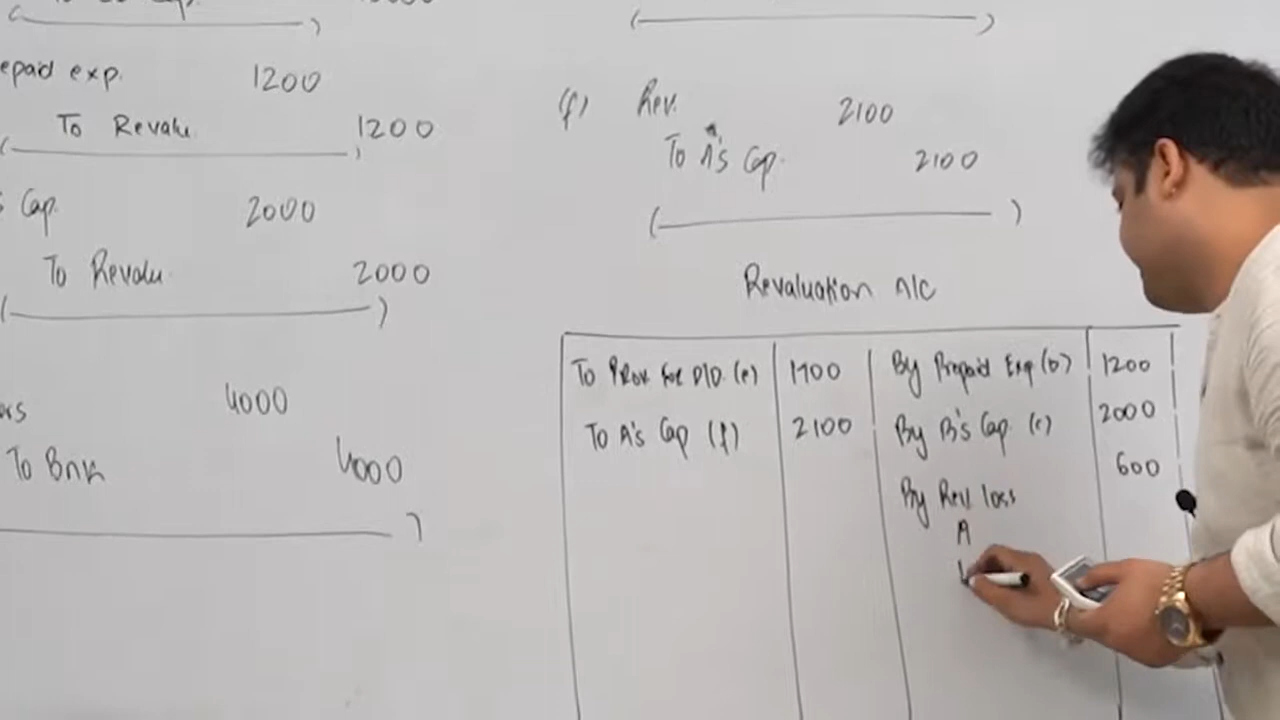 epaid exp. 1200
To Revalu. 1200
s Cap. 2000
To Revalu. 2000
ors 4000
To Bnk 4000
(f) Rev. 2100
To A's Cap. 2100
Revaluation A/C
To Prov for D/D. (e) 1700 By Prepaid Exp (b) 1200
To A's Cap (f) 2100 By B's Cap. (c) 2000
By Rev. loss 600
A